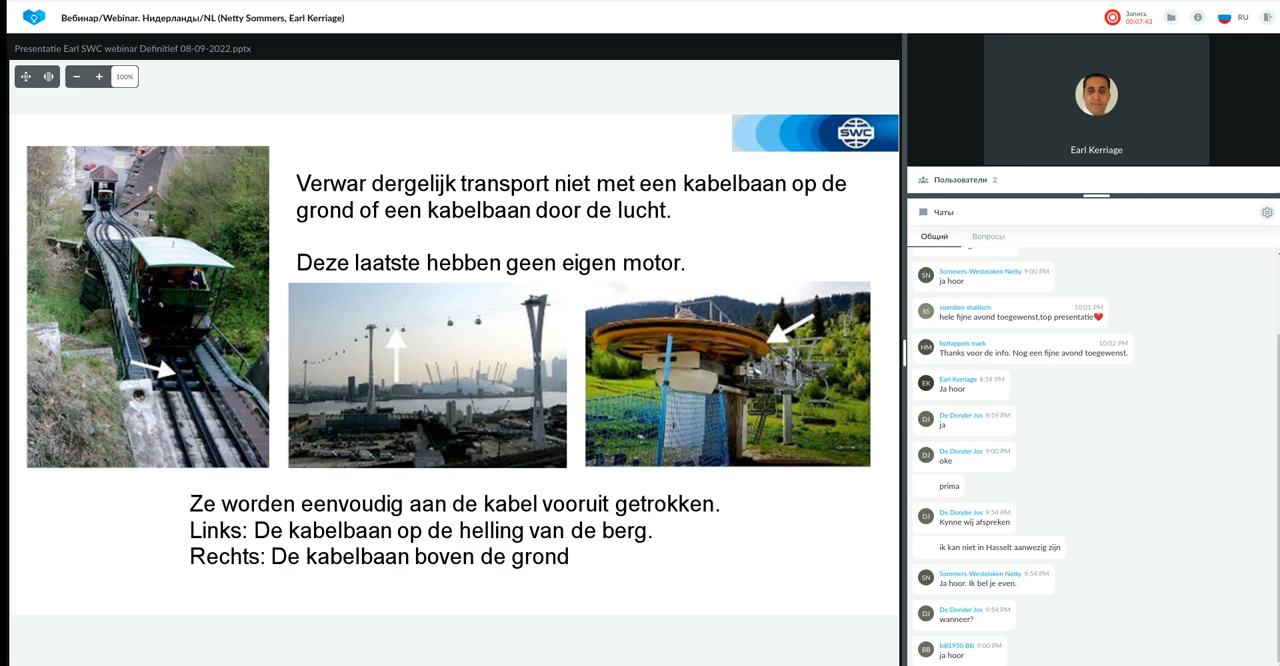 Вебинар/Webinar. Нидерланды/NL (Netty Sommers, Earl Kerriage)
Запись
00:07:43
RU
Presentatie Earl SWC webinar Definitief 08-09-2022.pptx
100%
SWC
Verwar dergelijk transport niet met een kabelbaan op de
grond of een kabelbaan door de lucht.
Deze laatste hebben geen eigen motor.
Ze worden eenvoudig aan de kabel vooruit getrokken.
Links: De kabelbaan op de helling van de berg.
Rechts: De kabelbaan boven de grond
Earl Kerriage
Пользователи 2
Чаты
Общий Вопросы
SN Sommers-Westelaken Netty 9:00 PM
ja hoor
SS soerdien shailisch 10:01 PM
hele fijne avond toegewenst,top presentatie❤️
HM holtappels mark 10:02 PM
Thanks voor de info. Nog een fijne avond toegewenst.
EK Earl Kerriage 8:59 PM
Ja hoor
DJ De Donder Jos 8:59 PM
ja
DJ De Donder Jos 9:00 PM
oke
prima
DJ De Donder Jos 9:54 PM
Kynne wij afspreken
ik kan niet in Hasselt aanwezig zijn
SN Sommers-Westelaken Netty 9:54 PM
Ja hoor. Ik bel je even.
DJ De Donder Jos 9:54 PM
wanneer?
BB bill1950 Bill 9:00 PM
ja hoor